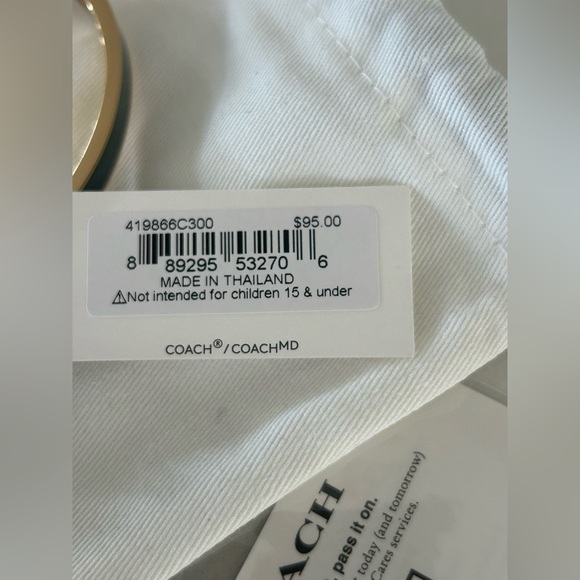 419866C300 $95.00
8 89295 53270 6
MADE IN THAILAND
⚠Not intended for children 15 & under
COACH®/COACHMD
ACH
pass it on.
today (and tomorrow)
Cares services.